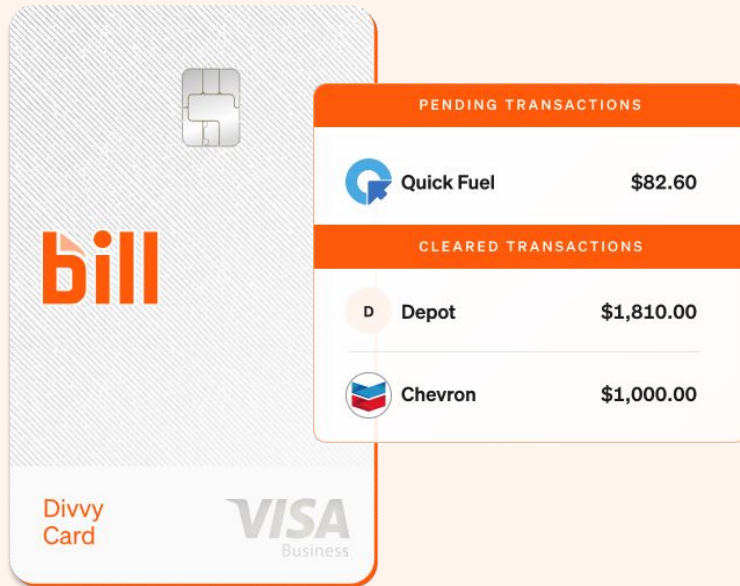 bill
Divvy
Card
VISA
Business
PENDING TRANSACTIONS
Quick Fuel $82.60
CLEARED TRANSACTIONS
D Depot $1,810.00
Chevron $1,000.00